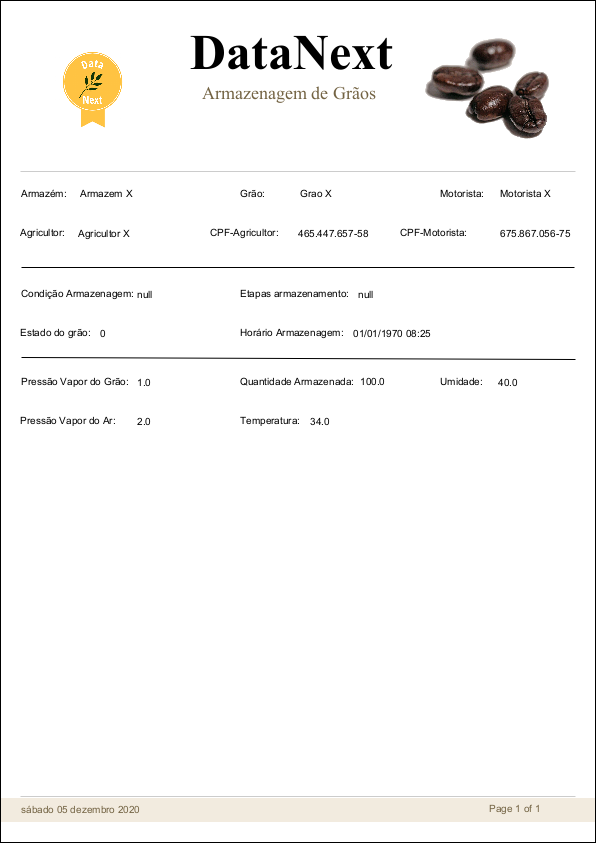 DataNext
Data
Next
Armazenagem de Grãos
Armazém: Armazem X Grão: Grao X Motorista: Motorista X
Agricultor: Agricultor X CPF-Agricultor: 465.447.657-58 CPF-Motorista: 675.867.056-75
Condição Armazenagem: null Etapas armazenamento: null
Estado do grão: 0 Horário Armazenagem: 01/01/1970 08:25
Pressão Vapor do Grão: 1.0 Quantidade Armazenada: 100.0 Umidade: 40.0
Pressão Vapor do Ar: 2.0 Temperatura: 34.0
sábado 05 dezembro 2020 Page 1 of 1